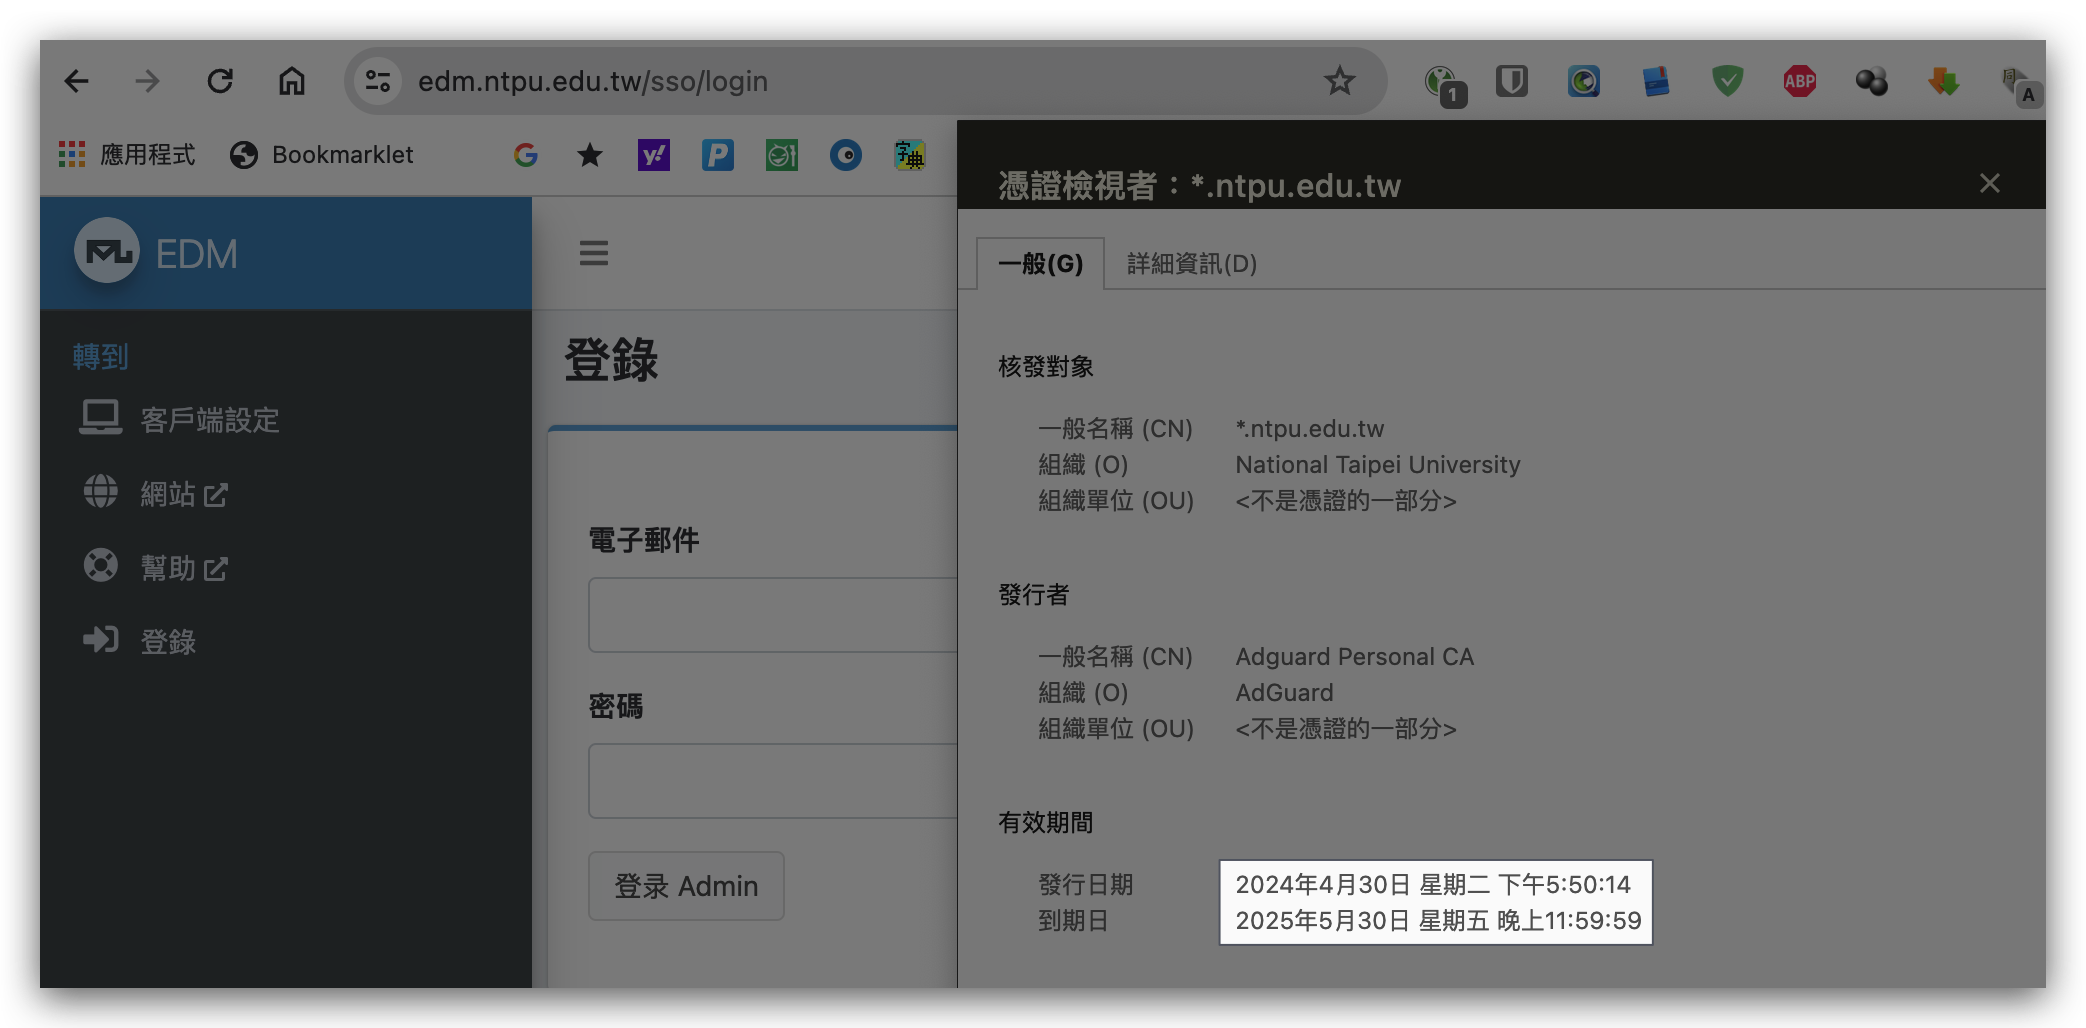 edm.ntpu.edu.tw/sso/login
1
ABP
A
應用程式
Bookmarklet
G
y!
P
字典
憑證檢視者：*.ntpu.edu.tw
EDM
轉到
客戶端設定
網站
幫助
登錄
登錄
電子郵件
密碼
登录 Admin
一般(G)
詳細資訊(D)
核發對象
一般名稱 (CN) *.ntpu.edu.tw
組織 (O) National Taipei University
組織單位 (OU) <不是憑證的一部分>
發行者
一般名稱 (CN) Adguard Personal CA
組織 (O) AdGuard
組織單位 (OU) <不是憑證的一部分>
有效期間
發行日期 2024年4月30日 星期二 下午5:50:14
到期日 2025年5月30日 星期五 晚上11:59:59